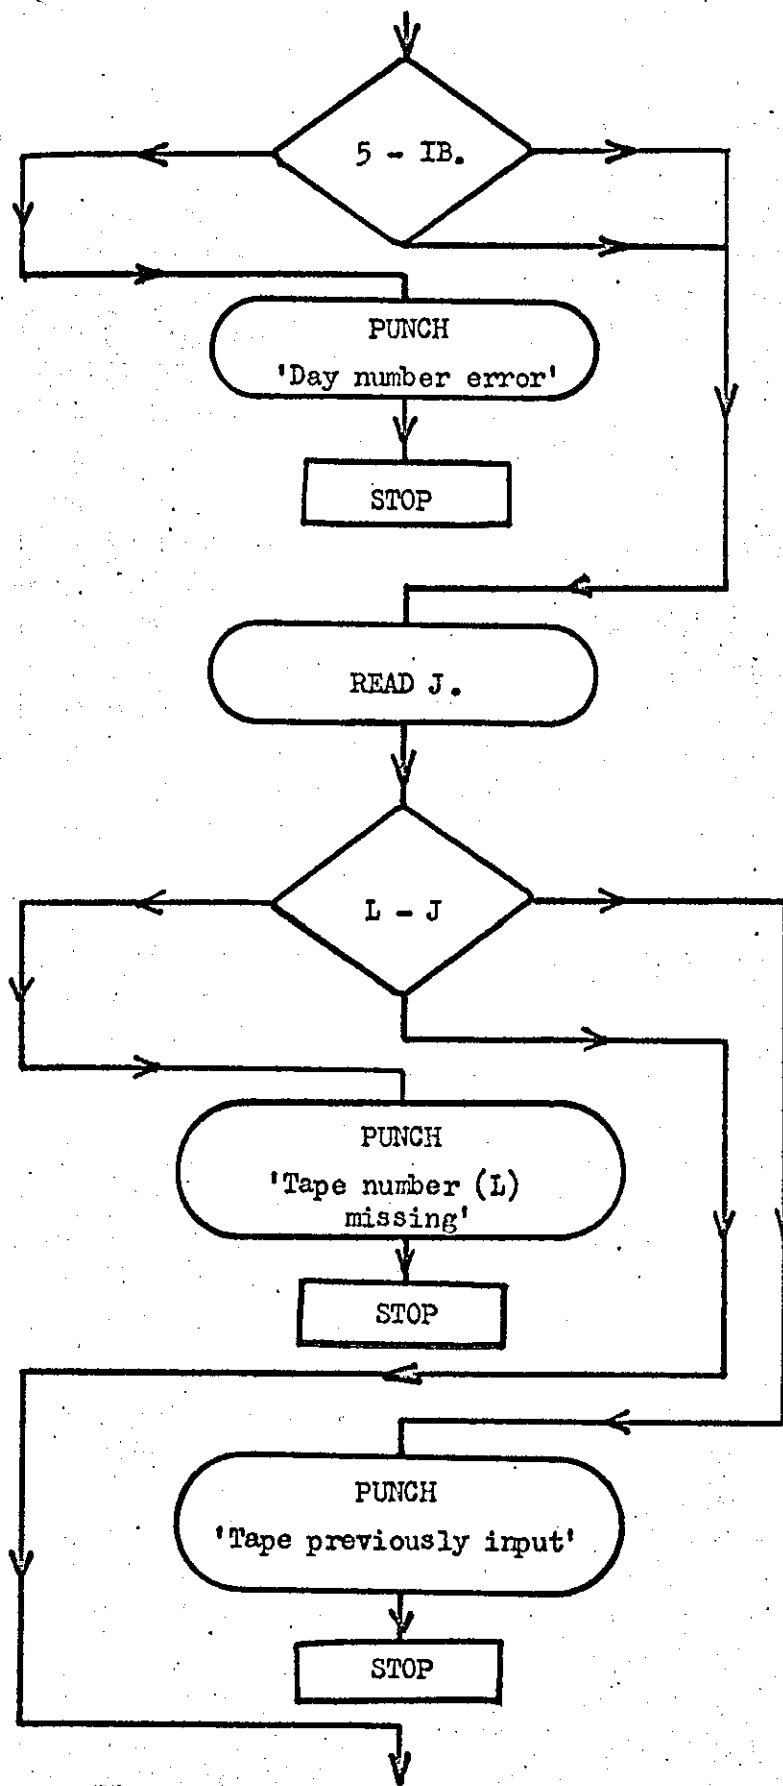 5 - IB.
PUNCH
'Day number error'
STOP
READ J.
L - J
PUNCH
'Tape number (L)
missing'
STOP
PUNCH
'Tape previously input'
STOP